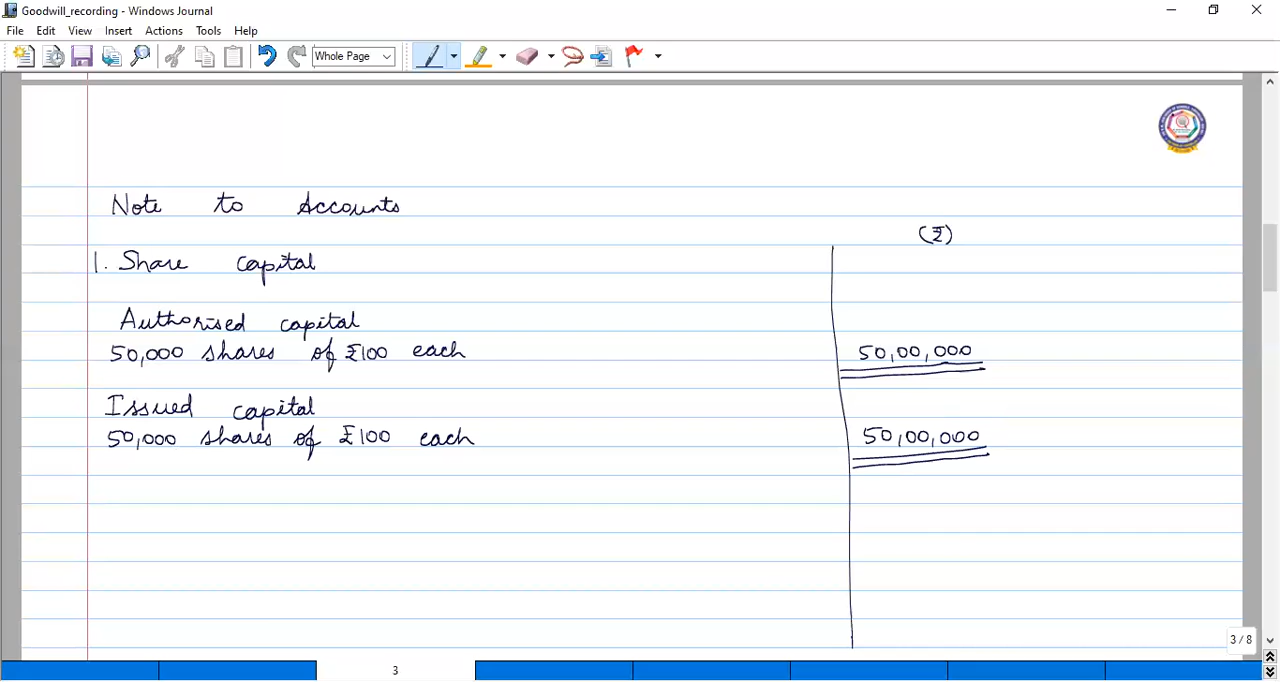 Goodwill_recording - Windows Journal
File Edit View Insert Actions Tools Help
Whole Page
Note to Accounts
(₹)
1. Share capital
Authorised capital
50,000 shares of ₹100 each 50,00,000
Issued capital
50,000 shares of ₹100 each 50,00,000
3 / 8
3